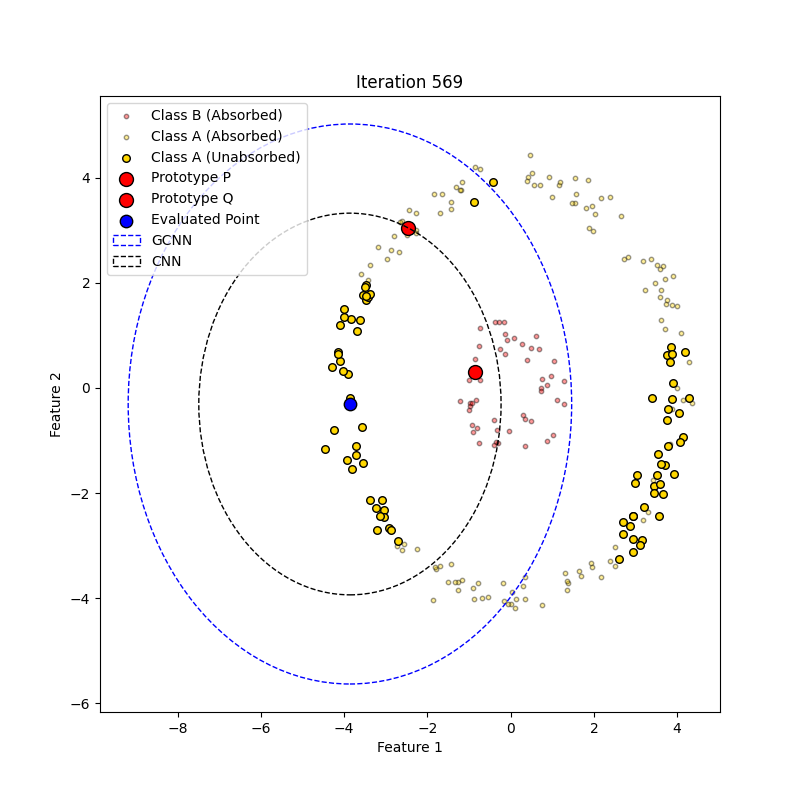 Iteration 569
Class B (Absorbed)
Class A (Absorbed)
Class A (Unabsorbed)
Prototype P
Prototype Q
Evaluated Point
GCNN
CNN
Feature 2
4
2
0
−2
−4
−6
−8
−6
−4
−2
0
2
4
Feature 1